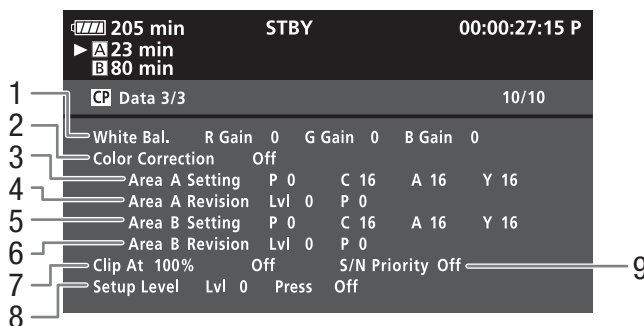 205 min STBY 00:00:27:15 P
A 23 min
B 80 min
CP Data 3/3 10/10
1 White Bal. R Gain 0 G Gain 0 B Gain 0
2 Color Correction Off
3 Area A Setting P 0 C 16 A 16 Y 16
4 Area A Revision Lvl 0 P 0
5 Area B Setting P 0 C 16 A 16 Y 16
6 Area B Revision Lvl 0 P 0
7 Clip At 100% Off S/N Priority Off 9
8 Setup Level Lvl 0 Press Off